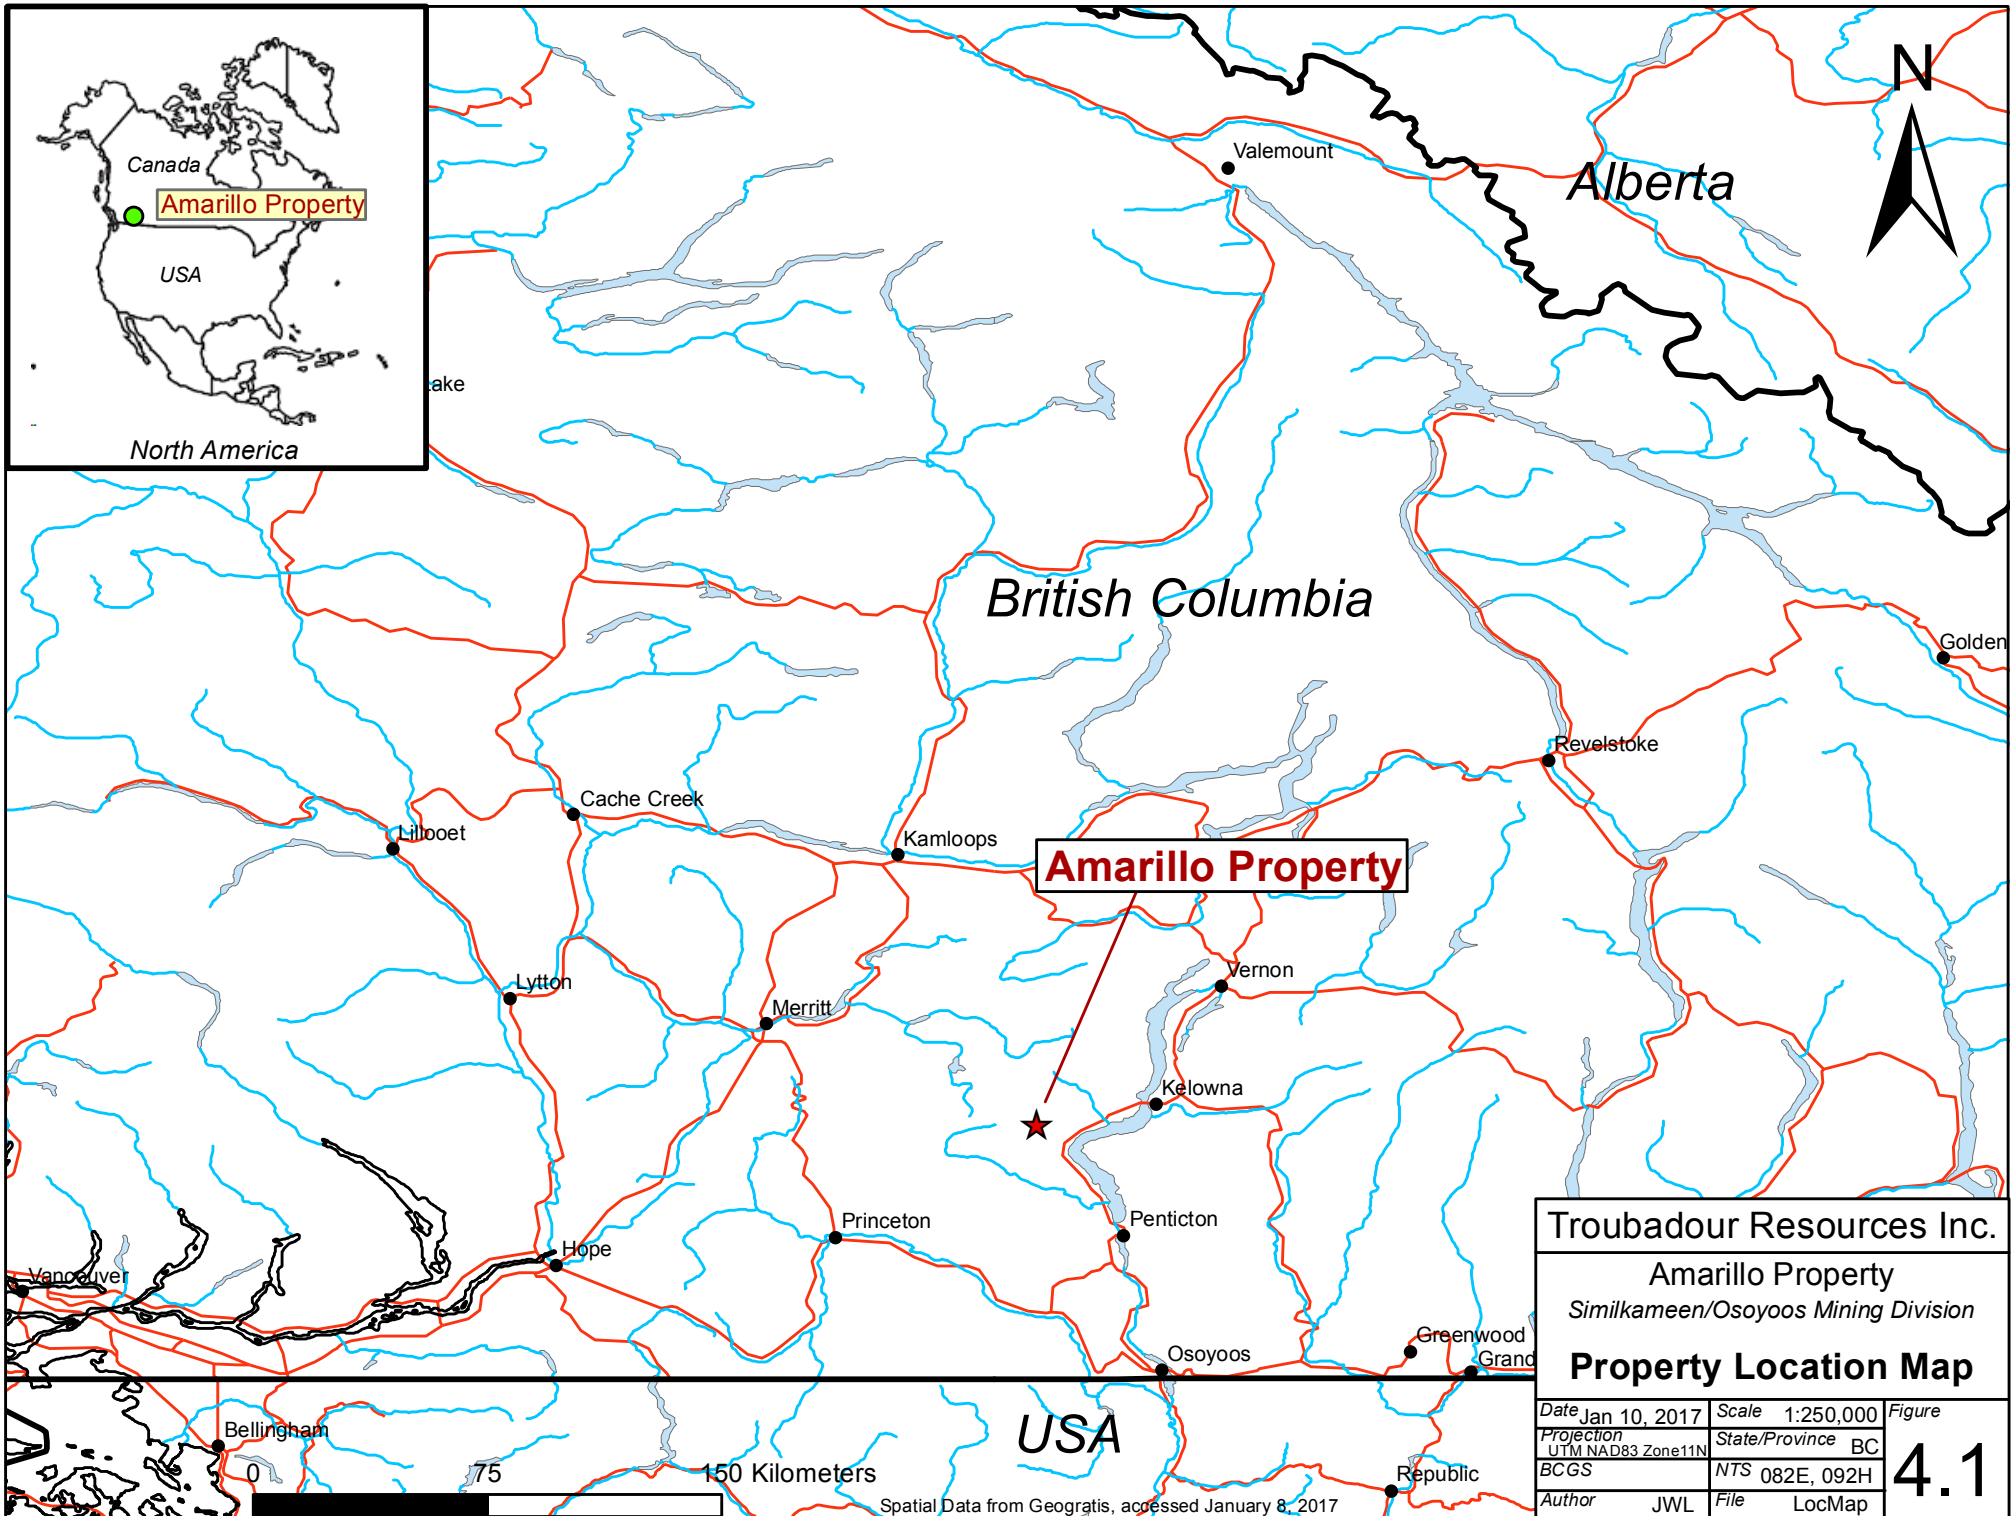 Canada
Amarillo Property
USA
North America
Lake
Valemount
Alberta
N
British Columbia
Golden
Revelstoke
Cache Creek
Lillooet
Kamloops
Amarillo Property
Lytton
Merritt
Vernon
Kelowna
Princeton
Penticton
Hope
Vancouver
Osoyoos
Greenwood
Grand
Bellingham
USA
Republic
0 75 150 Kilometers
Spatial Data from Geogratis, accessed January 8, 2017
Troubadour Resources Inc.
Amarillo Property
Similkameen/Osoyoos Mining Division
Property Location Map
Date Jan 10, 2017
Scale 1:250,000
Figure
4.1
Projection
UTM NAD83 Zone11N
State/Province BC
BCGS
NTS 082E, 092H
Author JWL
File LocMap